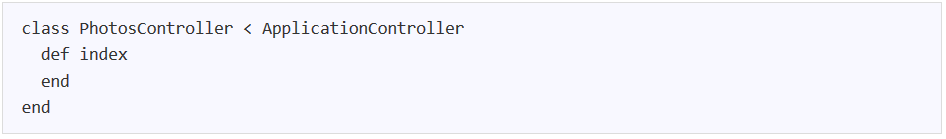 class PhotosController < ApplicationController
  def index
  end
end